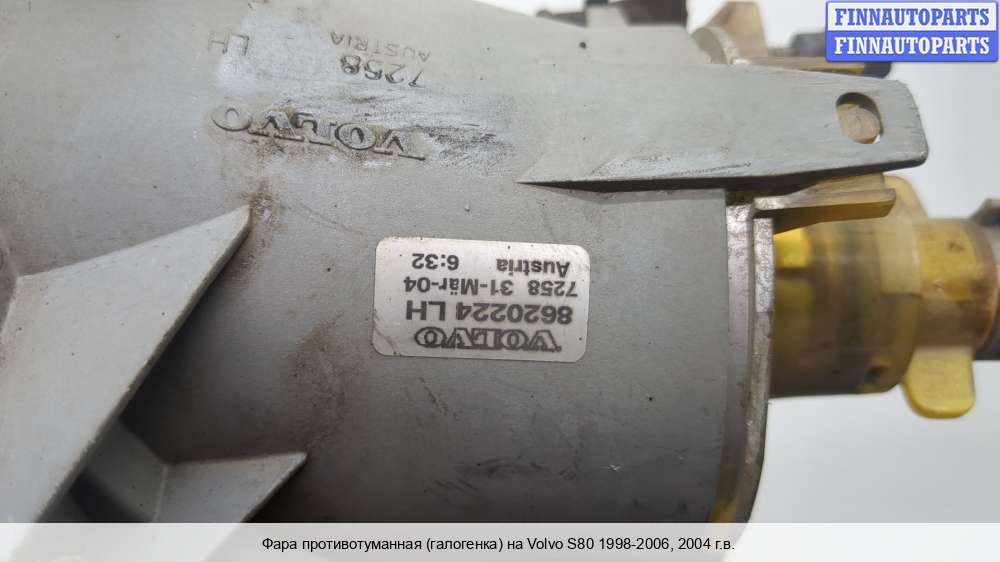 FINNAUTOPARTS
FINNAUTOPARTS
7258 LH
AUSTRIA
VOLVO
VOLVO
8620224 LH
7258 31-Mär-04
Austria 6:32
Фара противотуманная (галогенка) на Volvo S80 1998-2006, 2004 г.в.